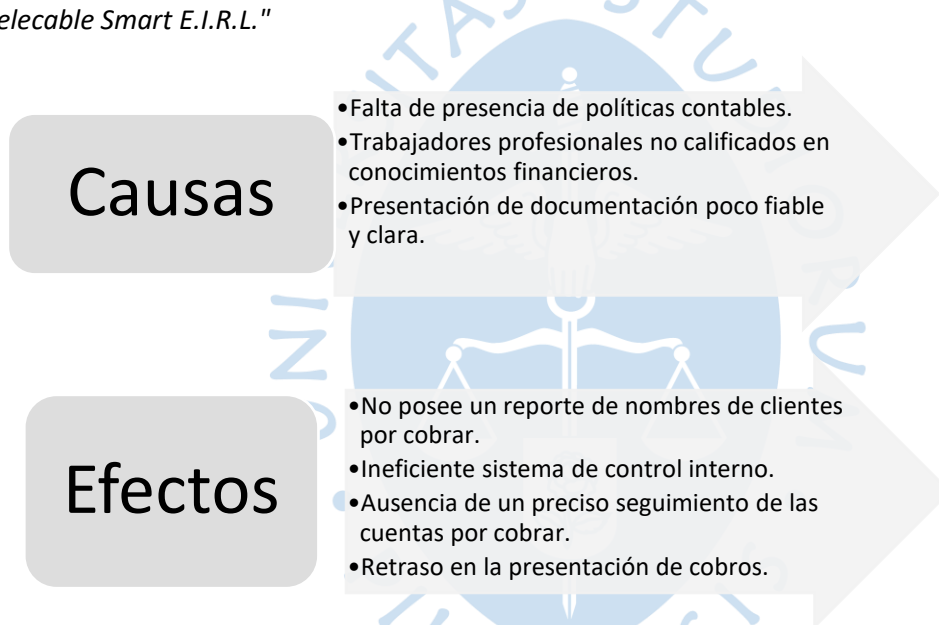 elecable Smart E.I.R.L."
Causas
•Falta de presencia de políticas contables.
•Trabajadores profesionales no calificados en
conocimientos financieros.
•Presentación de documentación poco fiable
y clara.
Efectos
•No posee un reporte de nombres de clientes
por cobrar.
•Ineficiente sistema de control interno.
•Ausencia de un preciso seguimiento de las
cuentas por cobrar.
•Retraso en la presentación de cobros.